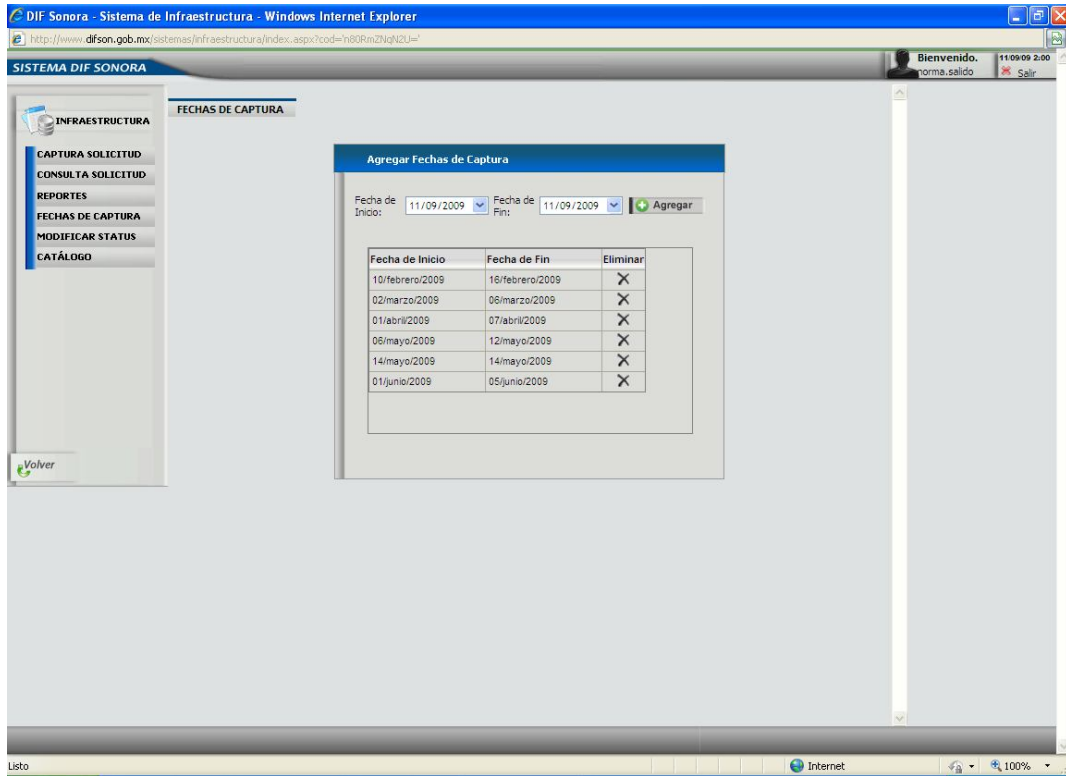 DIF Sonora - Sistema de Infraestructura - Windows Internet Explorer
http://www.difson.gob.mx/sistemas/infraestructura/index.aspx?cod='n80RmZNqN2U='
SISTEMA DIF SONORA
Bienvenido.
norma.salido
11/09/09 2:00
Salir
INFRAESTRUCTURA
CAPTURA SOLICITUD
CONSULTA SOLICITUD
REPORTES
FECHAS DE CAPTURA
MODIFICAR STATUS
CATÁLOGO
Volver
FECHAS DE CAPTURA
Agregar Fechas de Captura
Fecha de Inicio: 11/09/2009 Fecha de Fin: 11/09/2009 Agregar
Fecha de Inicio Fecha de Fin Eliminar
10/febrero/2009 16/febrero/2009
02/marzo/2009 06/marzo/2009
01/abril/2009 07/abril/2009
06/mayo/2009 12/mayo/2009
14/mayo/2009 14/mayo/2009
01/junio/2009 05/junio/2009
Listo Internet 100%